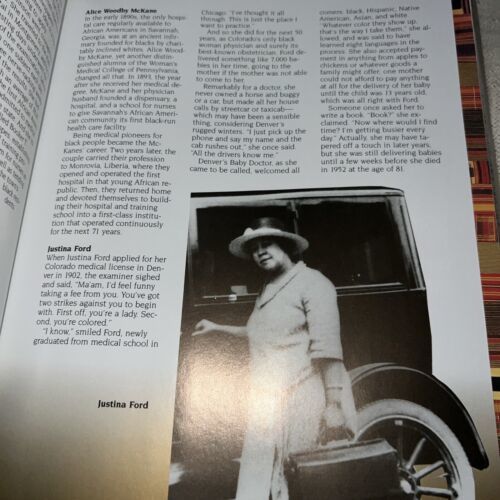 Alice Woodby McKane
In the early 1890s, the only hospi-
tal care regularly available to
African Americans in Savannah,
Georgia, was at an ancient infir-
mary founded for blacks by chari-
tably inclined whites. Alice Wood-
by McKane, yet another distin-
guished alumna of the Woman's
Medical College of Pennsylvania,
changed all that. In 1893, the year
after she received her medical de-
gree, McKane and her physician
husband founded a dispensary, a
hospital, and a school for nurses
to give Savannah's African Ameri-
can community its first black-run
health care facility.
Being medical pioneers for
black people became the Mc-
Kanes' career. Two years later, the
couple carried their profession
to Monrovia, Liberia, where they
opened and operated the first
hospital in that young African re-
public. Then, they returned home
and devoted themselves to build-
ing their hospital and training
school into a first-class institu-
tion that operated continuously
for the next 71 years.
Justina Ford
When Justina Ford applied for her
Colorado medical license in Den-
ver in 1902, the examiner sighed
and said, "Ma'am, I'd feel funny
taking a fee from you. You've got
two strikes against you to begin
with. First off, you're a lady. Sec-
ond, you're colored."
"I know," smiled Ford, newly
graduated from medical school in
Chicago. "I've thought it all
through. This is just the place I
want to practice."
And so she did for the next 50
years, Ford was the only black
woman physician and surely its
best-known obstetrician. Ford de-
livered something like 7,000 ba-
bies in her time, going to the
mother if the mother was not able
to come to her.
Remarkably for a doctor, she
never owned a horse and buggy
or a car, but made all her house
calls by streetcar or taxicab—
which may have been a sensible
thing, considering Denver's
rugged winters. "I just pick up the
phone and say my name and the
cab rushes out," she once said.
"All the drivers know me."
Denver's Baby Doctor, as she
came to be called, welcomed all
comers: black, Hispanic, Native
American, Asian, and white.
"Whatever color they show up,
that's the way I take them," she al-
lowed, and was said to have
learned eight languages in the
process. She also accepted pay-
ment in anything from apples to
chickens or whatever goods a
family might offer; one mother
could not afford to pay anything
at all for the delivery of her baby
until the child was 13 years old,
which was all right with Ford.
Someone once asked her to
write a book. "Book?" she ex-
claimed. "Now where would I find
time? I'm getting busier every
day." Actually, she may have ta-
pered off a touch in later years,
but she was still delivering babies
until a few weeks before she died
in 1952 at the age of 81.
Justina Ford